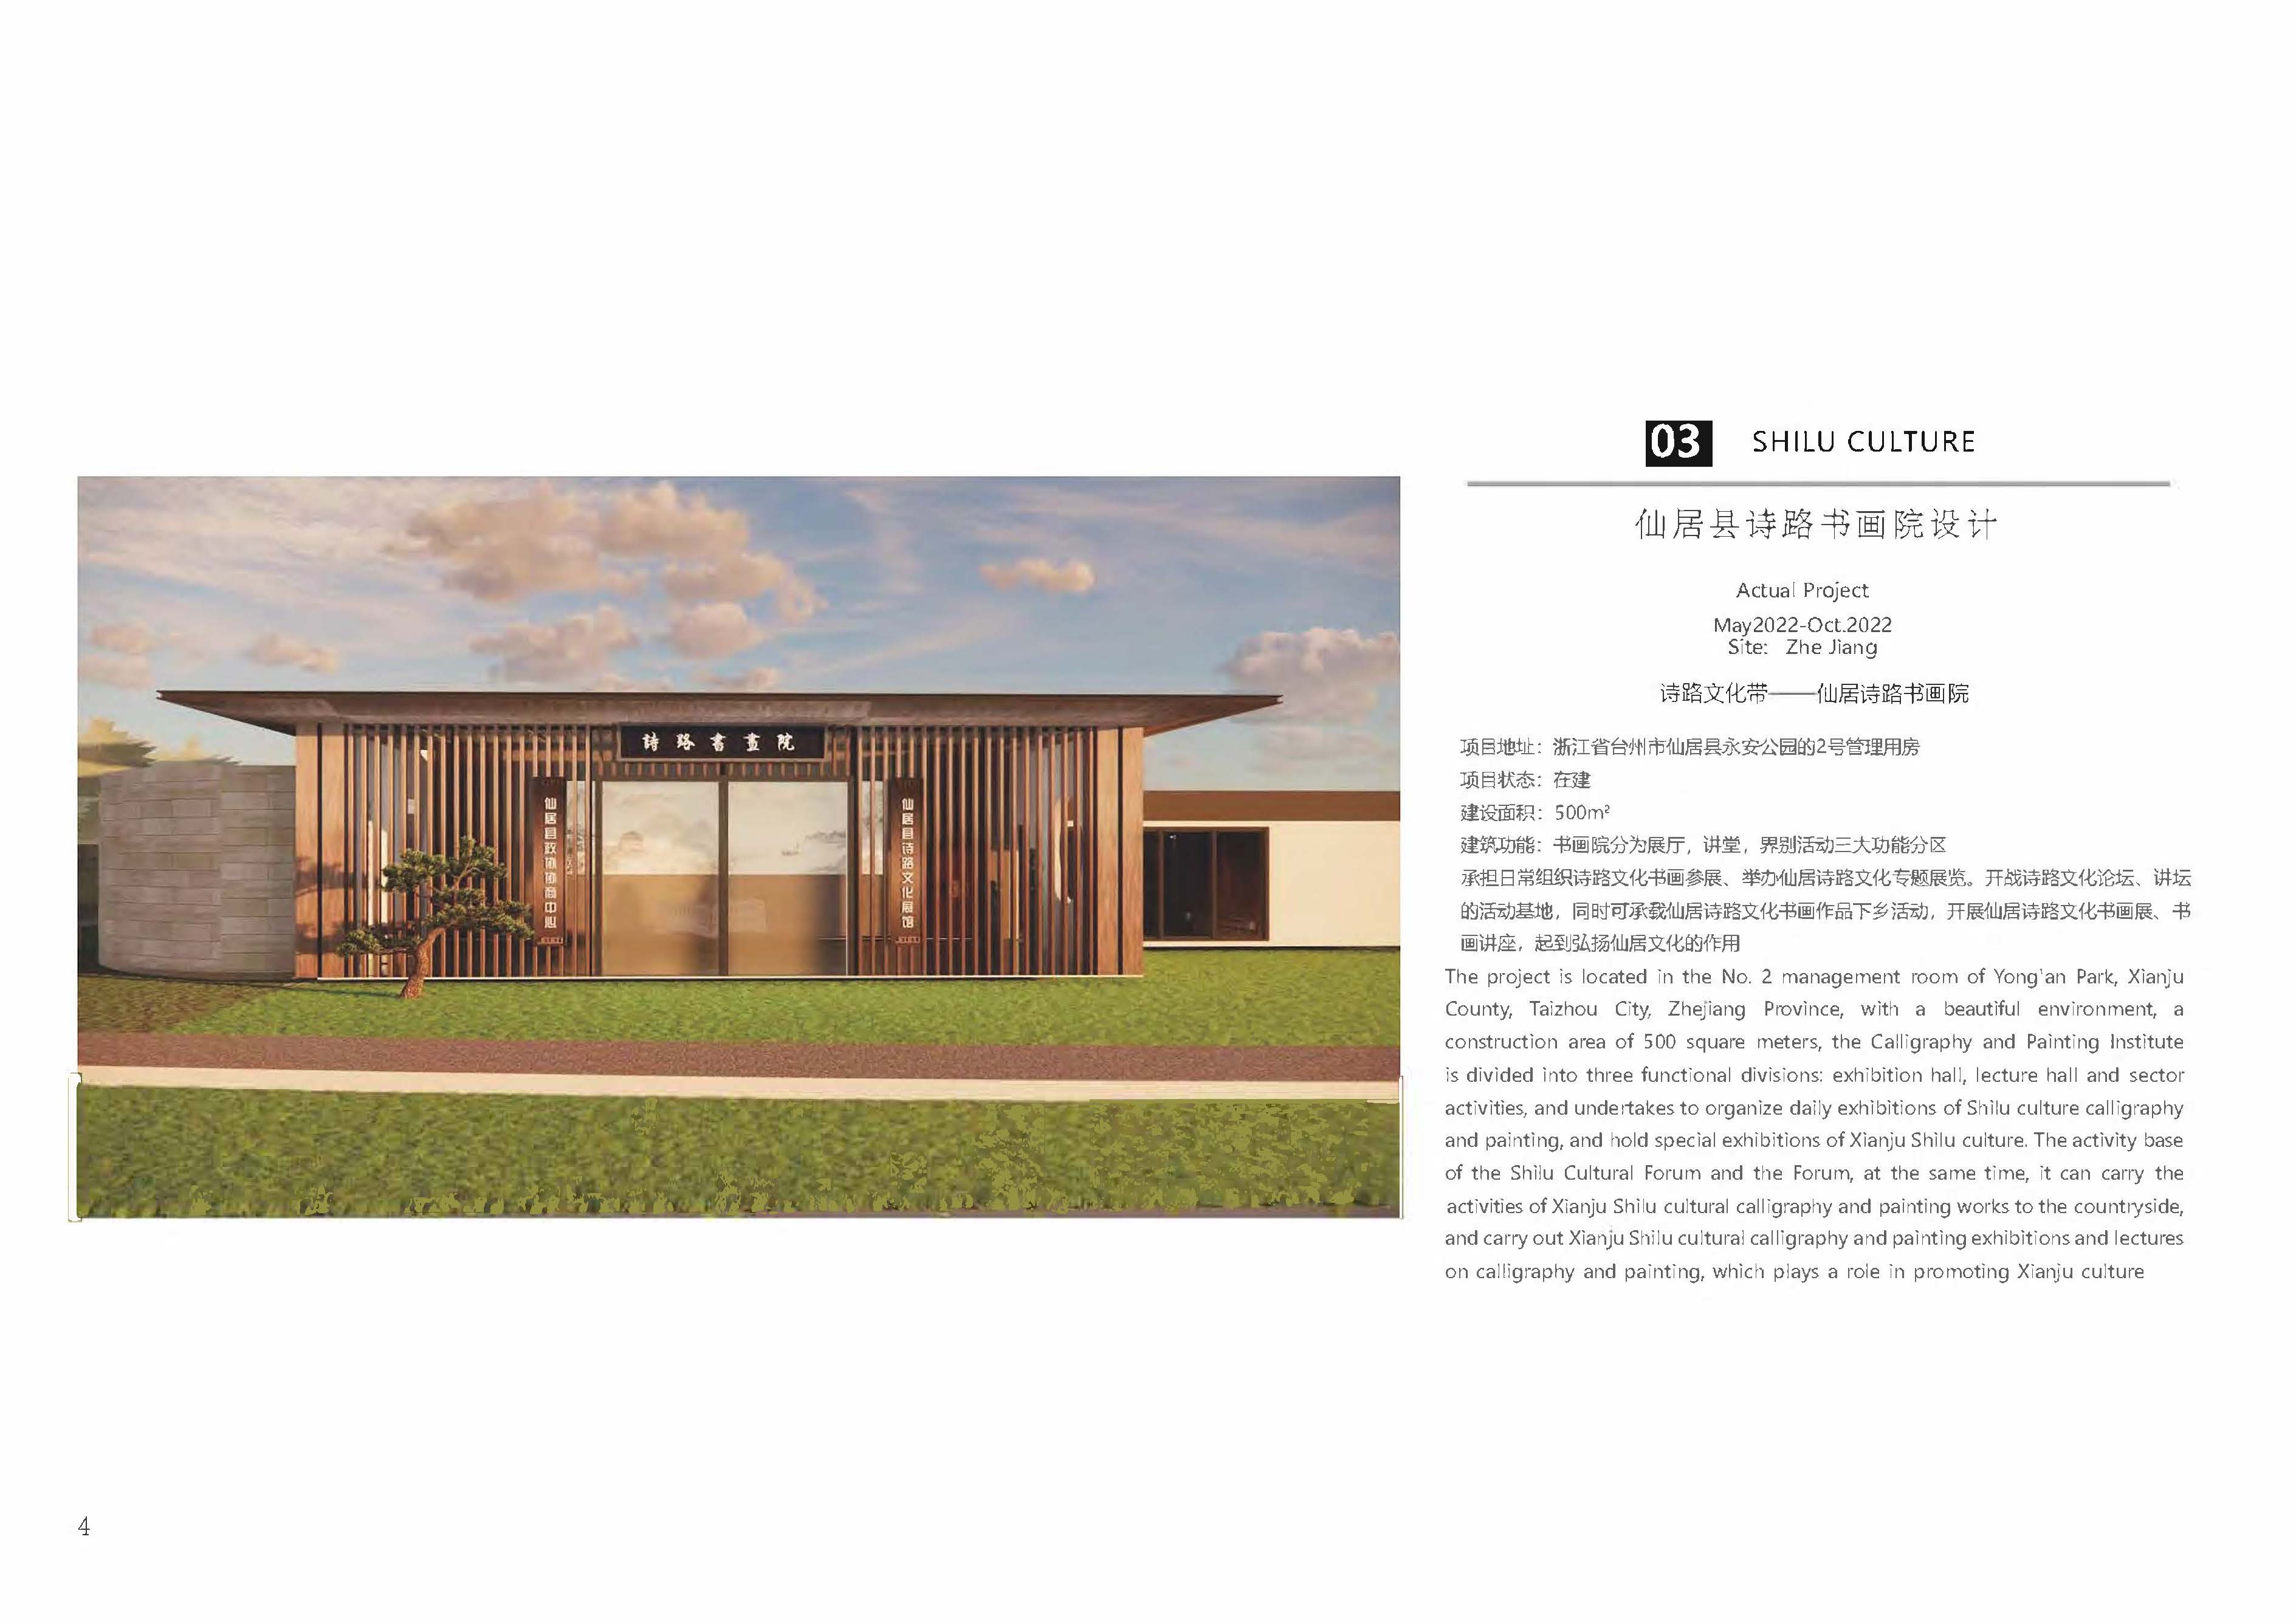 03 SHILU CULTURE
仙居县诗路书画院设计
Actual Project
May2022-Oct.2022
Site: Zhe Jiang
诗路文化带——仙居诗路书画院
项目地址：浙江省台州市仙居县永安公园的2号管理用房
项目状态：在建
建设面积：500m²
建筑功能：书画院分为展厅，讲堂，界别活动三大功能分区
承担日常组织诗路文化书画参展、举办仙居诗路文化专题展览。开战诗路文化论坛、讲坛
的活动基地，同时可承载仙居诗路文化书画作品下乡活动，开展仙居诗路文化书画展、书
画讲座，起到弘扬仙居文化的作用
The project is located in the No. 2 management room of Yong'an Park, Xianju
County, Taizhou City, Zhejiang Province, with a beautiful environment, a
construction area of 500 square meters, the Calligraphy and Painting Institute
is divided into three functional divisions: exhibition hall, lecture hall and sector
activities, and undertakes to organize daily exhibitions of Shilu culture calligraphy
and painting, and hold special exhibitions of Xianju Shilu culture. The activity base
of the Shilu Cultural Forum and the Forum, at the same time, it can carry the
activities of Xianju Shilu cultural calligraphy and painting works to the countryside,
and carry out Xianju Shilu cultural calligraphy and painting exhibitions and lectures
on calligraphy and painting, which plays a role in promoting Xianju culture
詩路書畫院
仙居县政协协商中心
仙居县诗路文化展馆
4